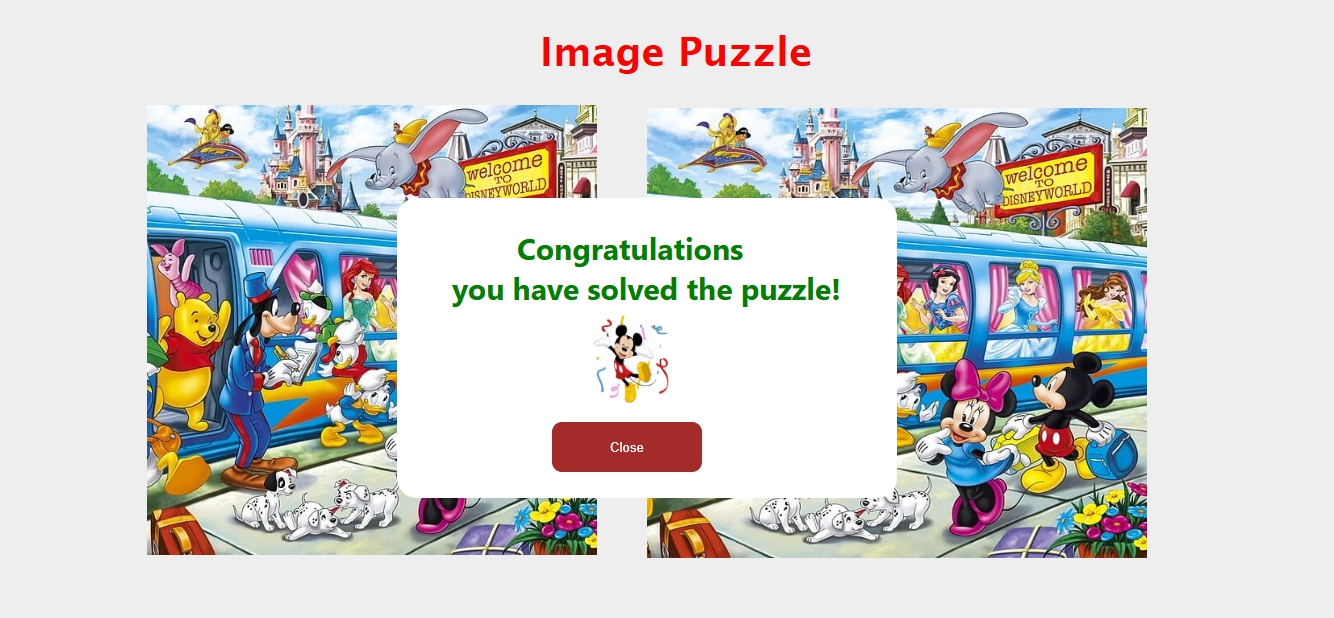 Image Puzzle
welcome
TO
DISNEYWORLD
welcome
TO
DISNEYWORLD
Congratulations
you have solved the puzzle!
Close